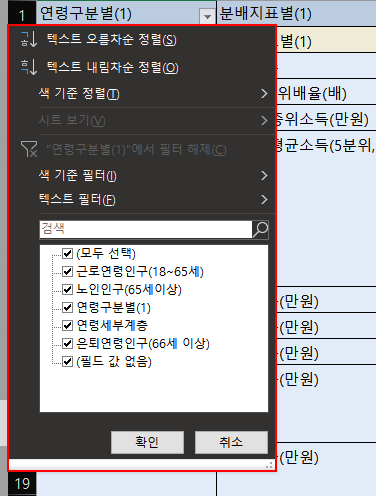 1 연령구분별(1) 분배지표별(1)
텍스트 오름차순 정렬(S) 별(1)
텍스트 내림차순 정렬(O)
색 기준 정렬(T) 위배율(배)
시트 보기(V) 위소득(만원)
"연령구분별(1)"에서 필터 해제(C) 평균소득(5분위,
색 기준 필터(I)
텍스트 필터(F)
검색
(모두 선택)
근로연령인구(18~65세)
노인인구(65세이상) (만원)
연령구분별(1)
연령세부계층 (만원)
은퇴연령인구(66세 이상) (만원)
(필드 값 없음) (만원)
확인 취소
(만원)
19